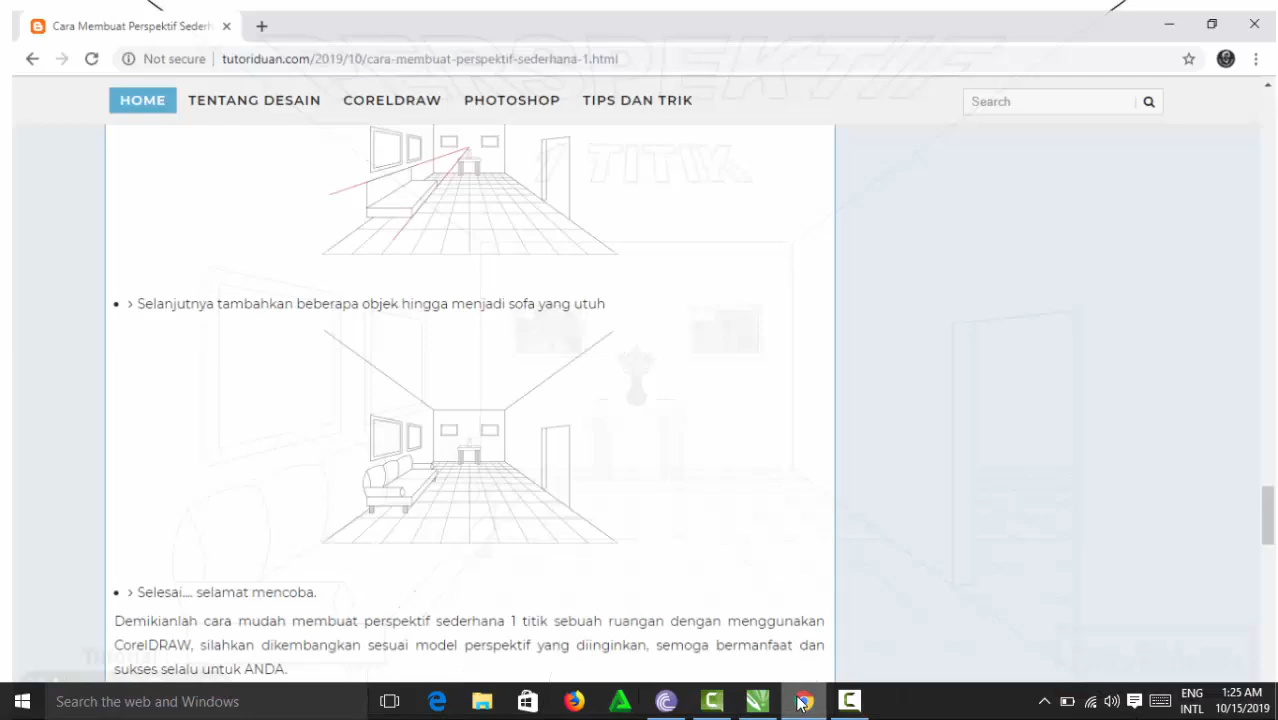 Cara Membuat Perspektif Sederh
Not secure | tutoriduan.com/2019/10/cara-membuat-perspektif-sederhana-1.html
PERSPEKTIF
HOME TENTANG DESAIN CORELDRAW PHOTOSHOP TIPS DAN TRIK Search
1 TITIK
› Selanjutnya tambahkan beberapa objek hingga menjadi sofa yang utuh
› Selesai.... selamat mencoba.
Demikianlah cara mudah membuat perspektif sederhana 1 titik sebuah ruangan dengan menggunakan
CorelDRAW, silahkan dikembangkan sesuai model perspektif yang diinginkan, semoga bermanfaat dan
Tutorial
sukses selalu untuk ANDA.
Search the web and Windows
ENG
INTL
1:25 AM
10/15/2019